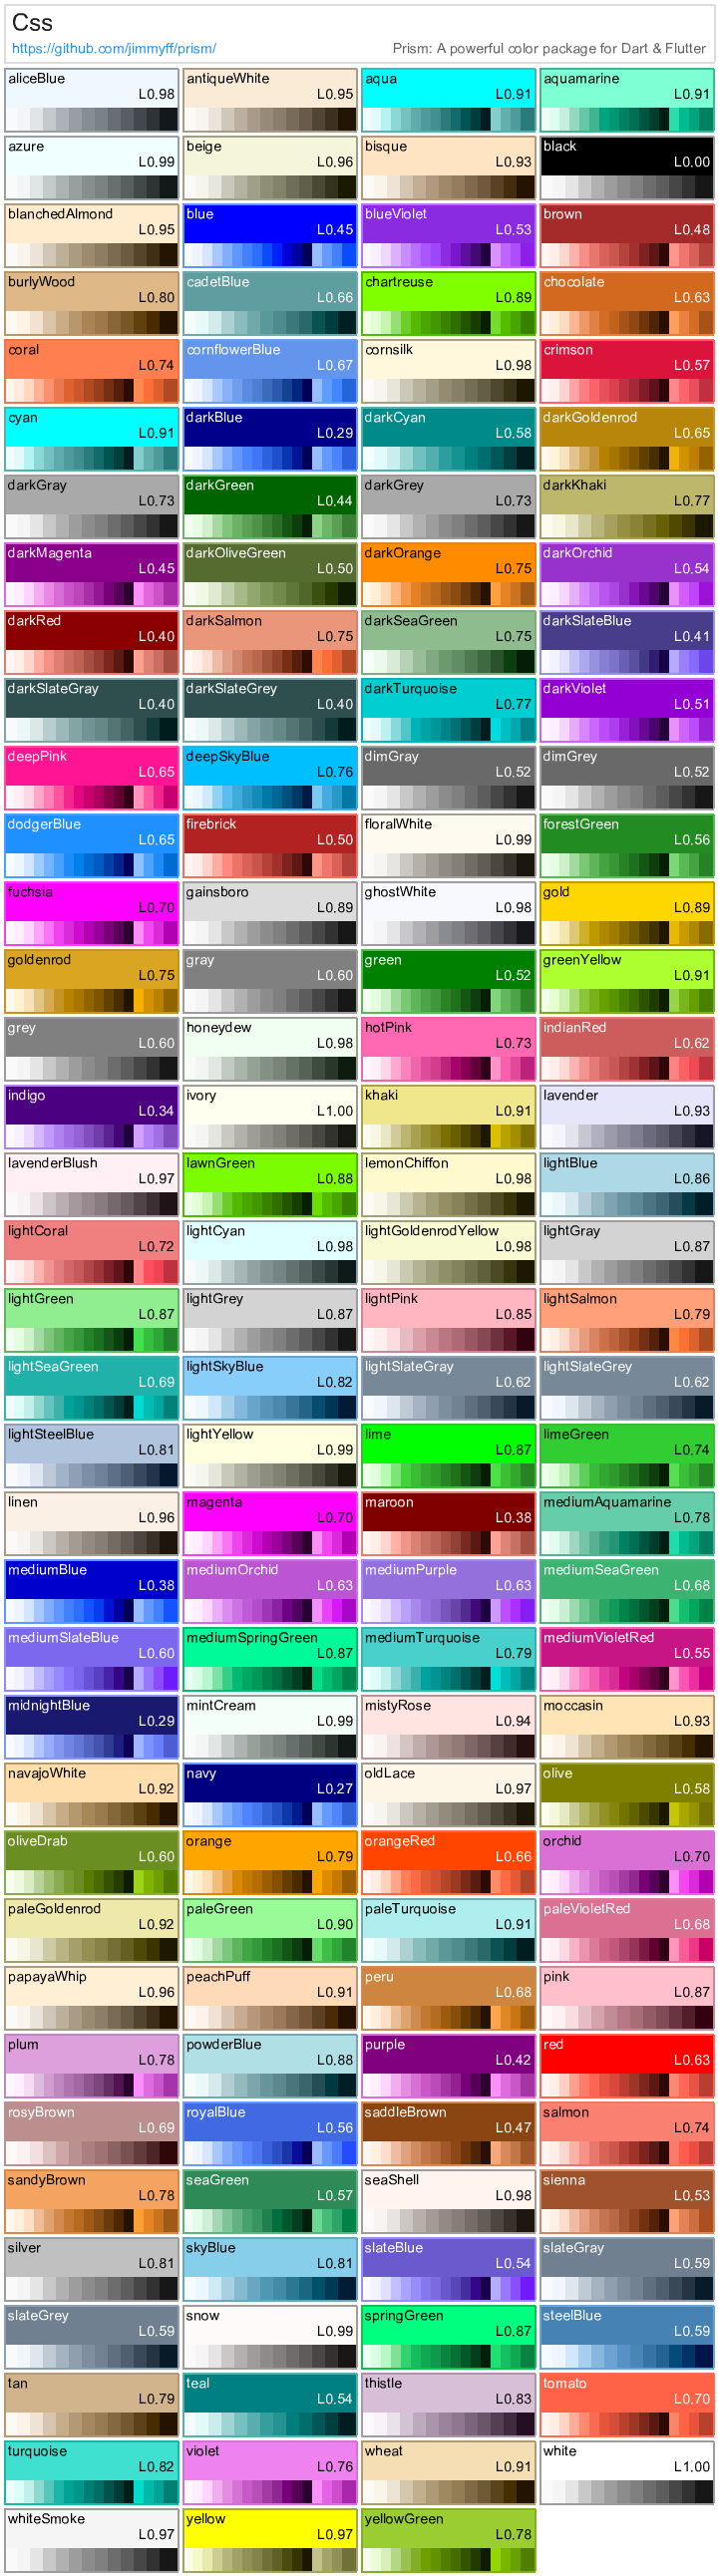 Css
https://github.com/jimmyff/prism/ Prism: A powerful color package for Dart & Flutter
aliceBlue antiqueWhite aqua aquamarine
L0.98 L0.95 L0.91 L0.91
azure beige bisque black
L0.99 L0.96 L0.93 L0.00
blanchedAlmond blue blueViolet brown
L0.95 L0.45 L0.53 L0.48
burlyWood cadetBlue chartreuse chocolate
L0.80 L0.66 L0.89 L0.63
coral cornflowerBlue cornsilk crimson
L0.74 L0.67 L0.98 L0.57
cyan darkBlue darkCyan darkGoldenrod
L0.91 L0.29 L0.58 L0.65
darkGray darkGreen darkGrey darkKhaki
L0.73 L0.44 L0.73 L0.77
darkMagenta darkOliveGreen darkOrange darkOrchid
L0.45 L0.50 L0.75 L0.54
darkRed darkSalmon darkSeaGreen darkSlateBlue
L0.40 L0.75 L0.75 L0.41
darkSlateGray darkSlateGrey darkTurquoise darkViolet
L0.40 L0.40 L0.77 L0.51
deepPink deepSkyBlue dimGray dimGrey
L0.65 L0.76 L0.52 L0.52
dodgerBlue firebrick floralWhite forestGreen
L0.65 L0.50 L0.99 L0.56
fuchsia gainsboro ghostWhite gold
L0.70 L0.89 L0.98 L0.89
goldenrod gray green greenYellow
L0.75 L0.60 L0.52 L0.91
grey honeydew hotPink indianRed
L0.60 L0.98 L0.73 L0.62
indigo ivory khaki lavender
L0.34 L1.00 L0.91 L0.93
lavenderBlush lawnGreen lemonChiffon lightBlue
L0.97 L0.88 L0.98 L0.86
lightCoral lightCyan lightGoldenrodYellow lightGray
L0.72 L0.98 L0.98 L0.87
lightGreen lightGrey lightPink lightSalmon
L0.87 L0.87 L0.85 L0.79
lightSeaGreen lightSkyBlue lightSlateGray lightSlateGrey
L0.69 L0.82 L0.62 L0.62
lightSteelBlue lightYellow lime limeGreen
L0.81 L0.99 L0.87 L0.74
linen magenta maroon mediumAquamarine
L0.96 L0.70 L0.38 L0.78
mediumBlue mediumOrchid mediumPurple mediumSeaGreen
L0.38 L0.63 L0.63 L0.68
mediumSlateBlue mediumSpringGreen mediumTurquoise mediumVioletRed
L0.60 L0.87 L0.79 L0.55
midnightBlue mintCream mistyRose moccasin
L0.29 L0.99 L0.94 L0.93
navajoWhite navy oldLace olive
L0.92 L0.27 L0.97 L0.58
oliveDrab orange orangeRed orchid
L0.60 L0.79 L0.66 L0.70
paleGoldenrod paleGreen paleTurquoise paleVioletRed
L0.92 L0.90 L0.91 L0.68
papayaWhip peachPuff peru pink
L0.96 L0.91 L0.68 L0.87
plum powderBlue purple red
L0.78 L0.88 L0.42 L0.63
rosyBrown royalBlue saddleBrown salmon
L0.69 L0.56 L0.47 L0.74
sandyBrown seaGreen seaShell sienna
L0.78 L0.57 L0.98 L0.53
silver skyBlue slateBlue slateGray
L0.81 L0.81 L0.54 L0.59
slateGrey snow springGreen steelBlue
L0.59 L0.99 L0.87 L0.59
tan teal thistle tomato
L0.79 L0.54 L0.83 L0.70
turquoise violet wheat white
L0.82 L0.76 L0.91 L1.00
whiteSmoke yellow yellowGreen
L0.97 L0.97 L0.78